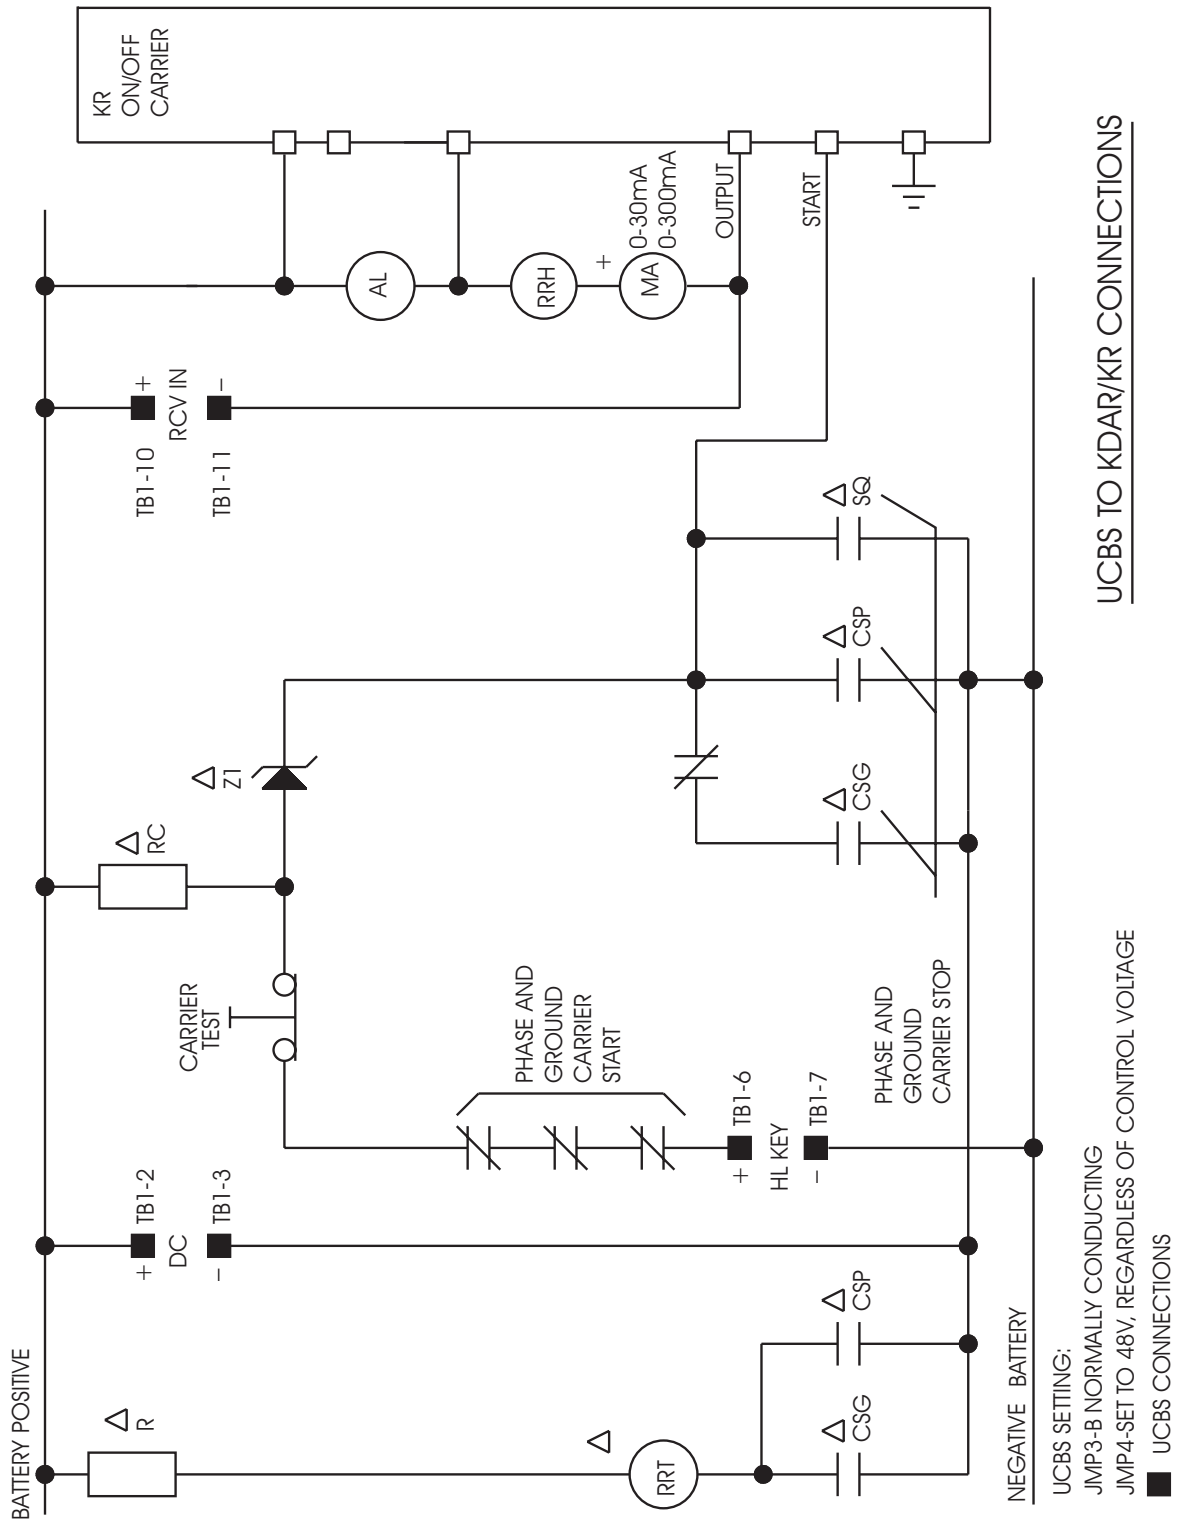 BATTERY POSITIVE
R
RRT
CSG
CSP
+
TB1-2
DC
-
TB1-3
CARRIER
TEST
PHASE AND
GROUND
CARRIER
START
+
TB1-6
HL KEY
-
TB1-7
RC
Z1
PHASE AND
GROUND
CARRIER STOP
CSG
CSP
SQ
TB1-10
+
RCV IN
TB1-11
-
AL
RRH
+
MA
0-30mA
0-300mA
OUTPUT
START
KR
ON/OFF
CARRIER
NEGATIVE BATTERY
UCBS SETTING:
JMP3-B NORMALLY CONDUCTING
JMP4-SET TO 48V, REGARDLESS OF CONTROL VOLTAGE
UCBS CONNECTIONS
UCBS TO KDAR/KR CONNECTIONS